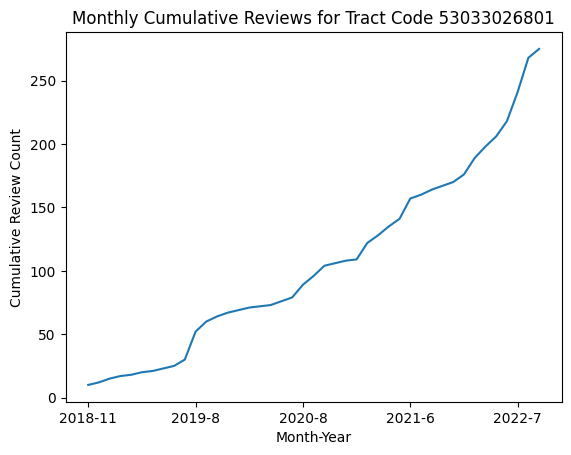 Monthly Cumulative Reviews for Tract Code 53033026801
Cumulative Review Count
250
200
150
100
50
0
2018-11 2019-8 2020-8 2021-6 2022-7
Month-Year